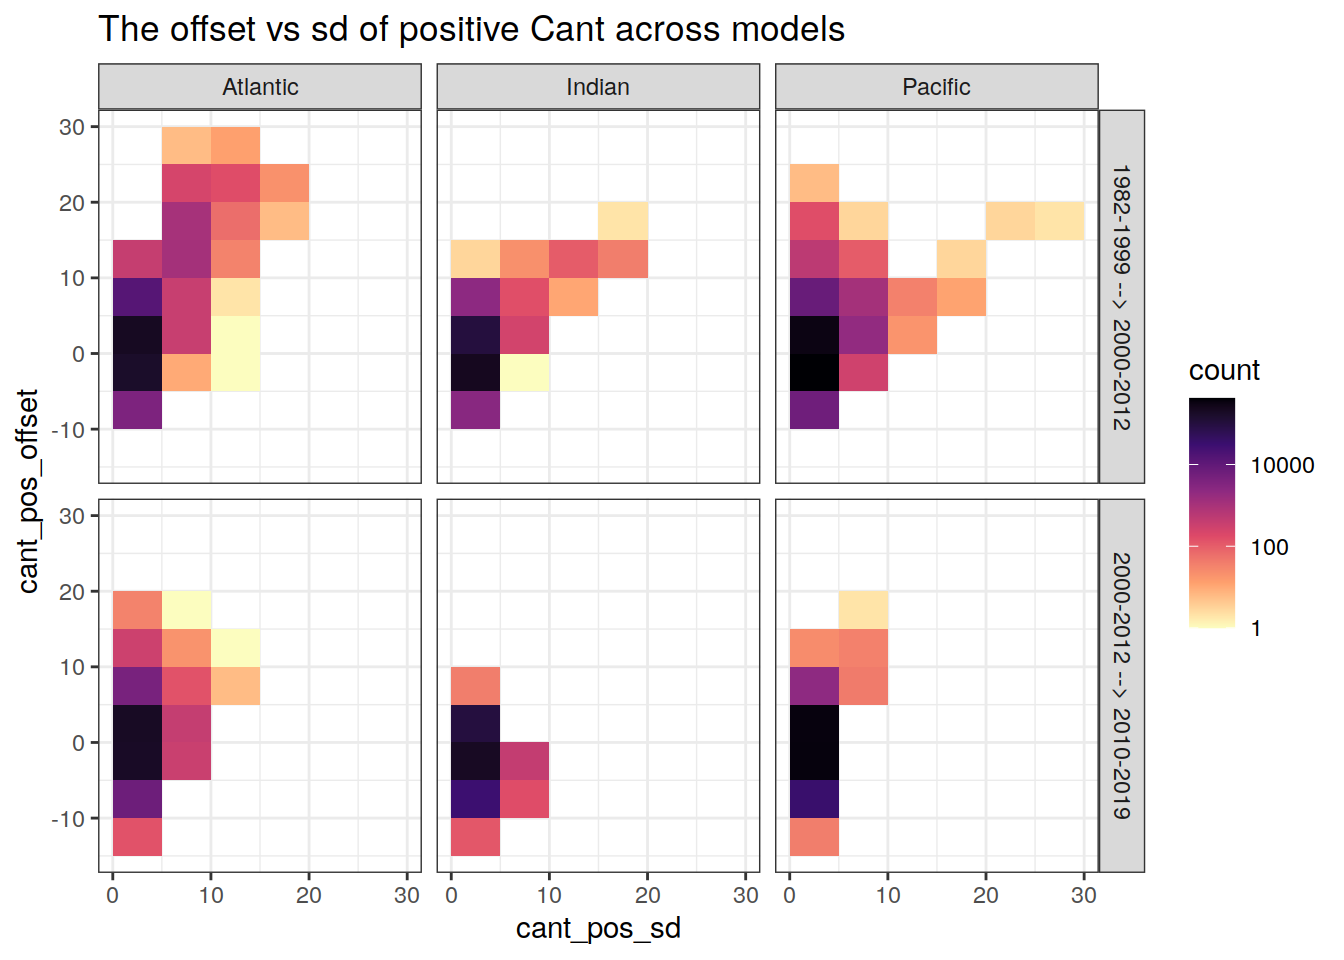 The offset vs sd of positive Cant across models
Atlantic
Indian
Pacific
30
20
10
0
-10
1982-1999 --> 2000-2012
30
20
10
0
-10
2000-2012 --> 2010-2019
0 10 20 30
0 10 20 30
0 10 20 30
cant_pos_sd
cant_pos_offset
count
10000
100
1